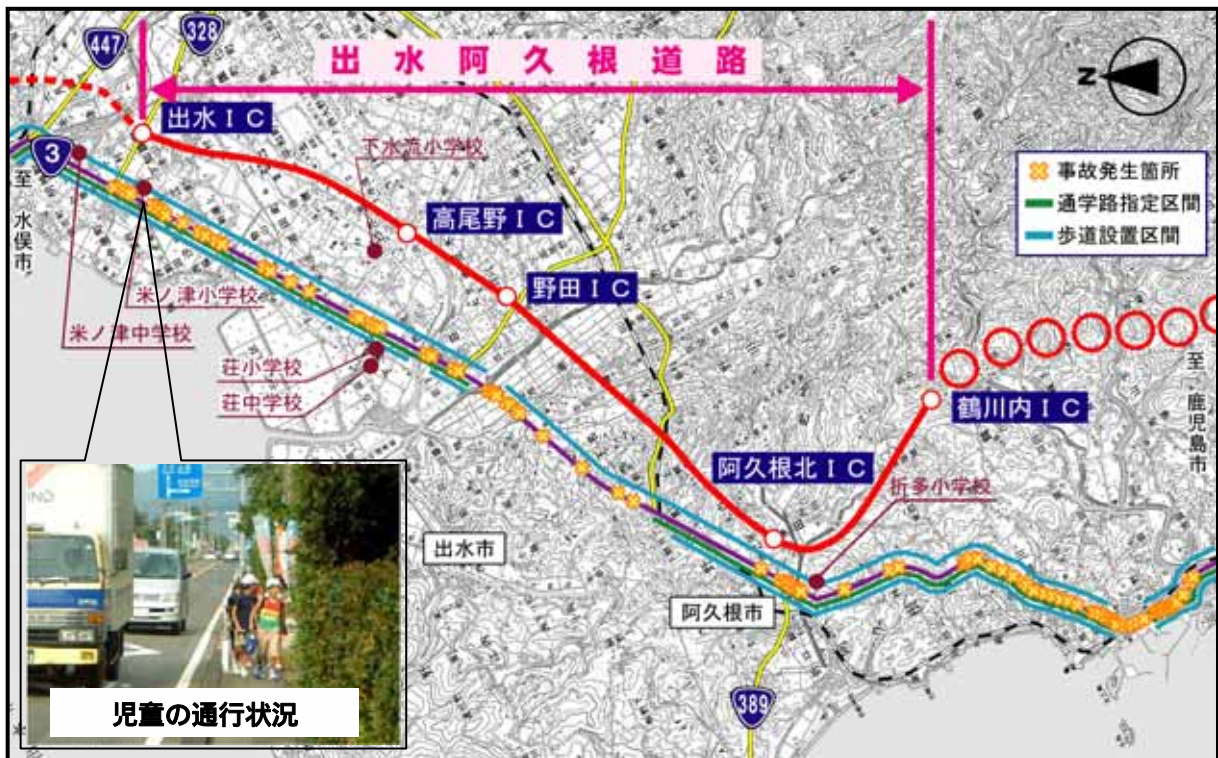 447
328
出水阿久根道路
N
出水ＩＣ
3
至
水俣市
下水流小学校
高尾野ＩＣ
野田ＩＣ
事故発生箇所
通学路指定区間
歩道設置区間
米ノ津小学校
米ノ津中学校
荘小学校
荘中学校
鶴川内ＩＣ
至
鹿児島市
阿久根北ＩＣ
折多小学校
出水市
阿久根市
389
児童の通行状況